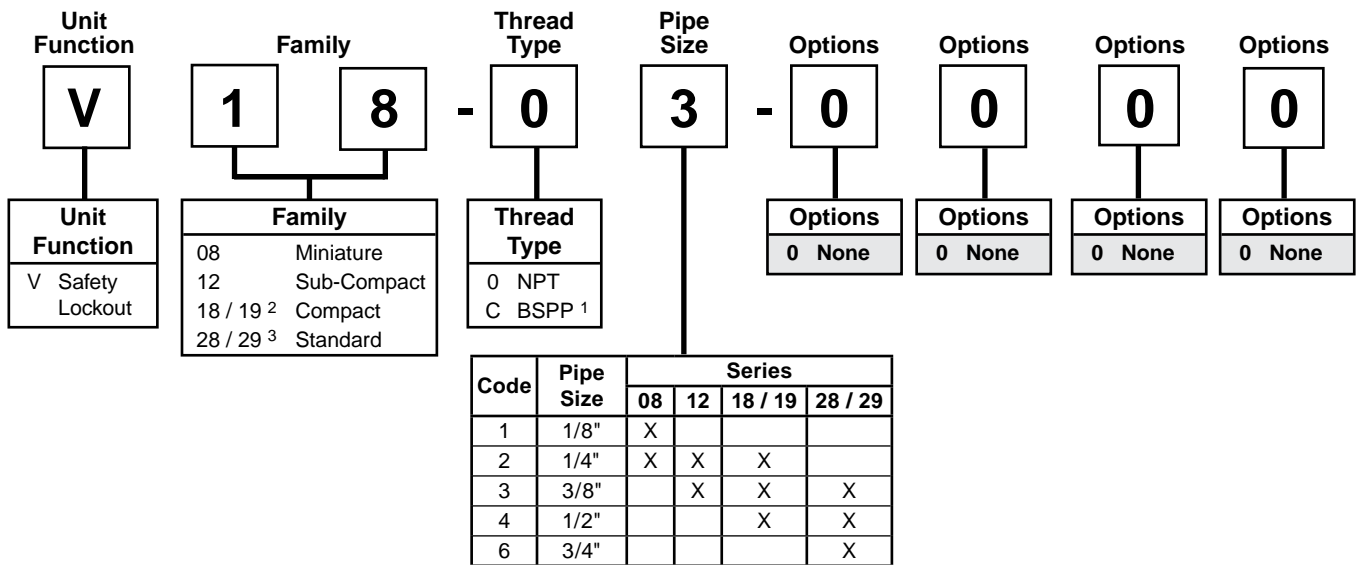 Unit Function Family Thread Type Pipe Size Options Options Options Options
V 1 8 - 0 3 - 0 0 0 0
Unit Function
V Safety Lockout
Family
08 Miniature
12 Sub-Compact
18 / 19 2 Compact
28 / 29 3 Standard
Thread Type
0 NPT
C BSPP 1
Options
0 None
Options
0 None
Options
0 None
Options
0 None
Code Pipe Size Series
08 12 18 / 19 28 / 29
1 1/8" X
2 1/4" X X X
3 3/8" X X X
4 1/2" X X
6 3/4" X